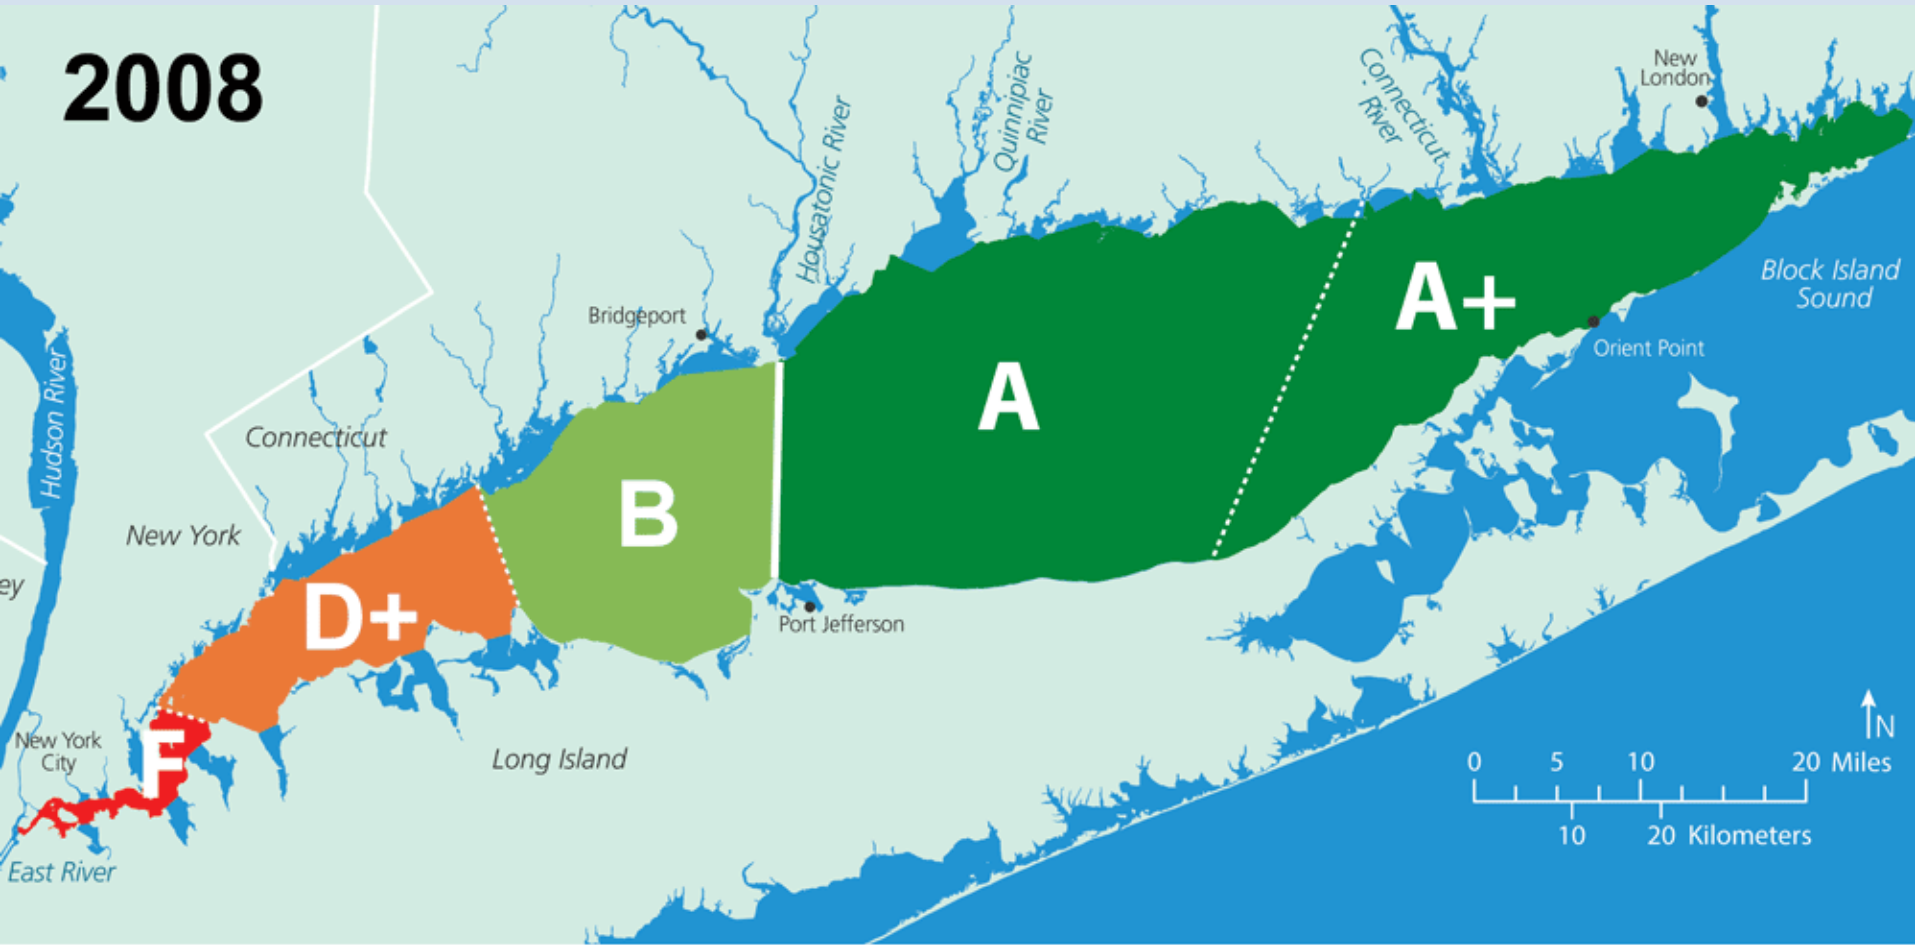 2008
Housatonic River
Quinnipiac
River
Connecticut
River
New
London
Block Island
Sound
Bridgeport
A+
Orient Point
Hudson River
A
Connecticut
B
New York
ey
D+
Port Jefferson
F
New York
City
Long Island
N
0 5 10 20 Miles
10 20 Kilometers
East River